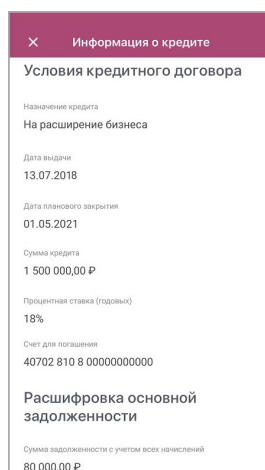 Информация о кредите
Условия кредитного договора
Назначение кредита
На расширение бизнеса
Дата выдачи
13.07.2018
Дата планового закрытия
01.05.2021
Сумма кредита
1 500 000,00 ₽
Процентная ставка (годовых)
18%
Счет для погашения
40702 810 8 00000000000
Расшифровка основной
задолженности
Сумма задолженности с учетом всех начислений
80 000,00 ₽